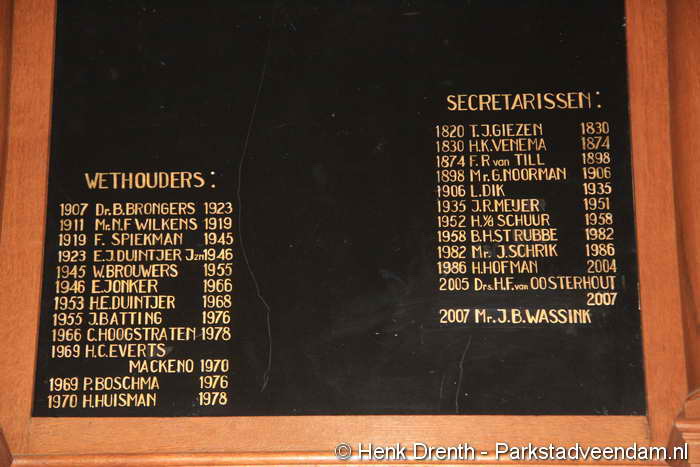 WETHOUDERS:
1907 Dr.B.BRONGERS 1923
1911 Mr.N.F WILKENS 1919
1919 F. SPIEKMAN 1945
1923 E.J.DUINTJER Jzn 1946
1945 W.BROUWERS 1955
1946 E.JONKER 1966
1953 H.E.DUINTJER 1968
1955 J.BATTING 1976
1966 C.HOOGSTRATEN 1978
1969 H.C.EVERTS
MACKENO 1970
1969 P.BOSCHMA 1976
1970 H.HUISMAN 1978
SECRETARISSEN:
1820 T.J.GIEZEN 1830
1830 H.K.VENEMA 1874
1874 F.R van TILL 1898
1898 Mr.G.NOORMAN 1906
1906 L.DIK 1935
1935 J.R.MEIJER 1951
1952 H. SCHUUR 1958
1958 B.H.STRUBBE 1982
1982 Mr. J.SCHRIK 1986
1986 H.HOFMAN 2004
2005 Drs.H.F.van OOSTERHOUT
2007
2007 Mr.J.B.WASSINK
© Henk Drenth - Parkstadveendam.nl